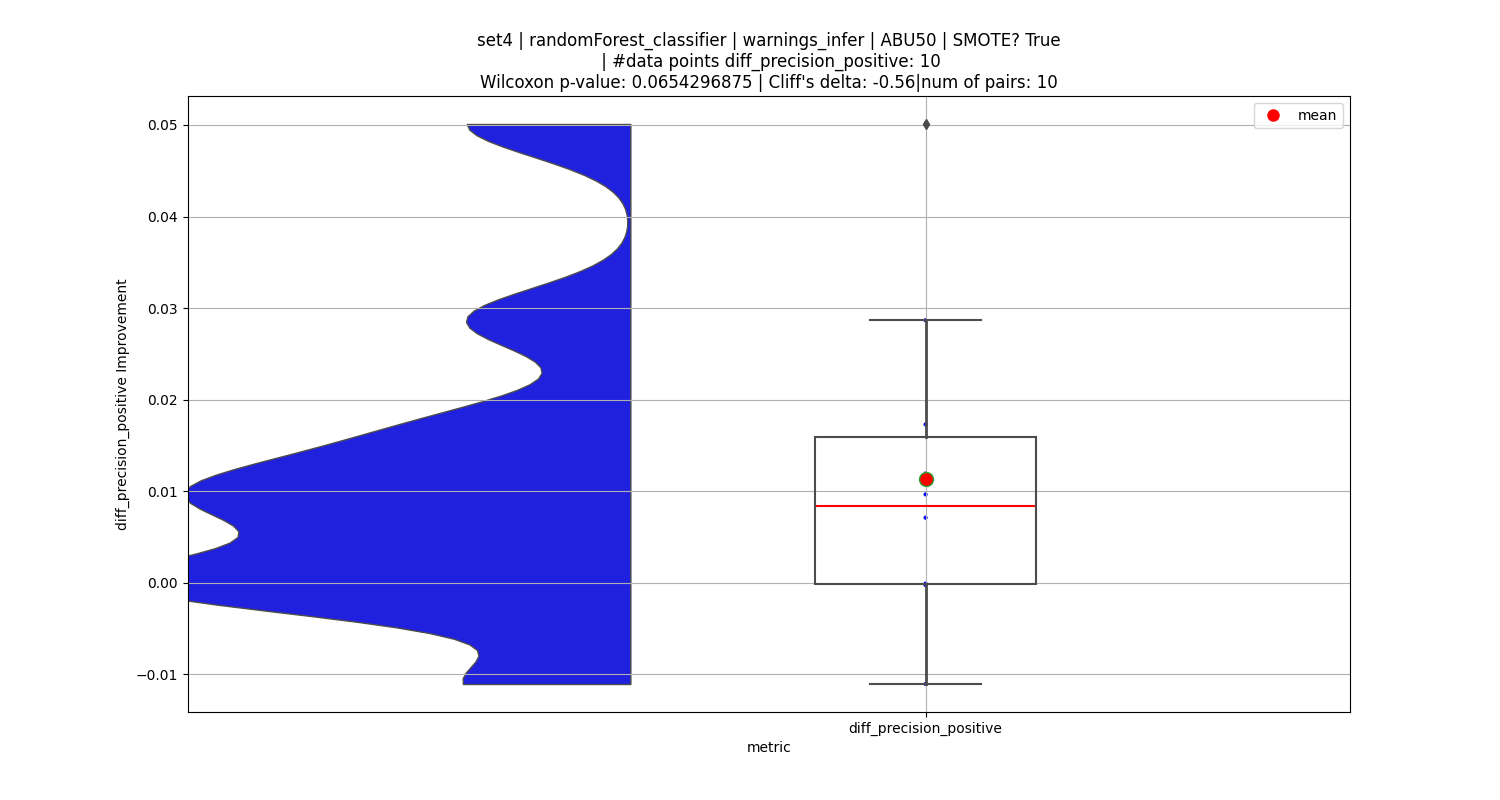 set4 | randomForest_classifier | warnings_infer | ABU50 | SMOTE? True
| #data points diff_precision_positive: 10
Wilcoxon p-value: 0.0654296875 | Cliff's delta: -0.56|num of pairs: 10
mean
0.05
0.04
0.03
0.02
0.01
0.00
−0.01
diff_precision_positive Improvement
diff_precision_positive
metric